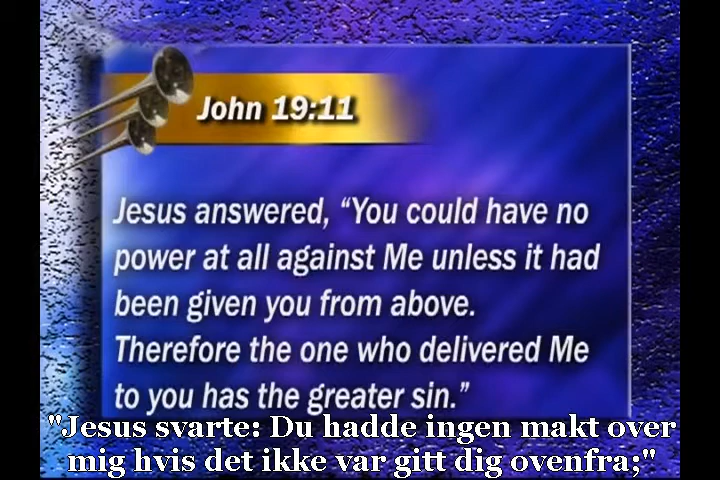 John 19:11
Jesus answered, “You could have no
power at all against Me unless it had
been given you from above.
Therefore the one who delivered Me
to you has the greater sin.”
"Jesus svarte: Du hadde ingen makt over
mig hvis det ikke var gitt dig ovenfra;"